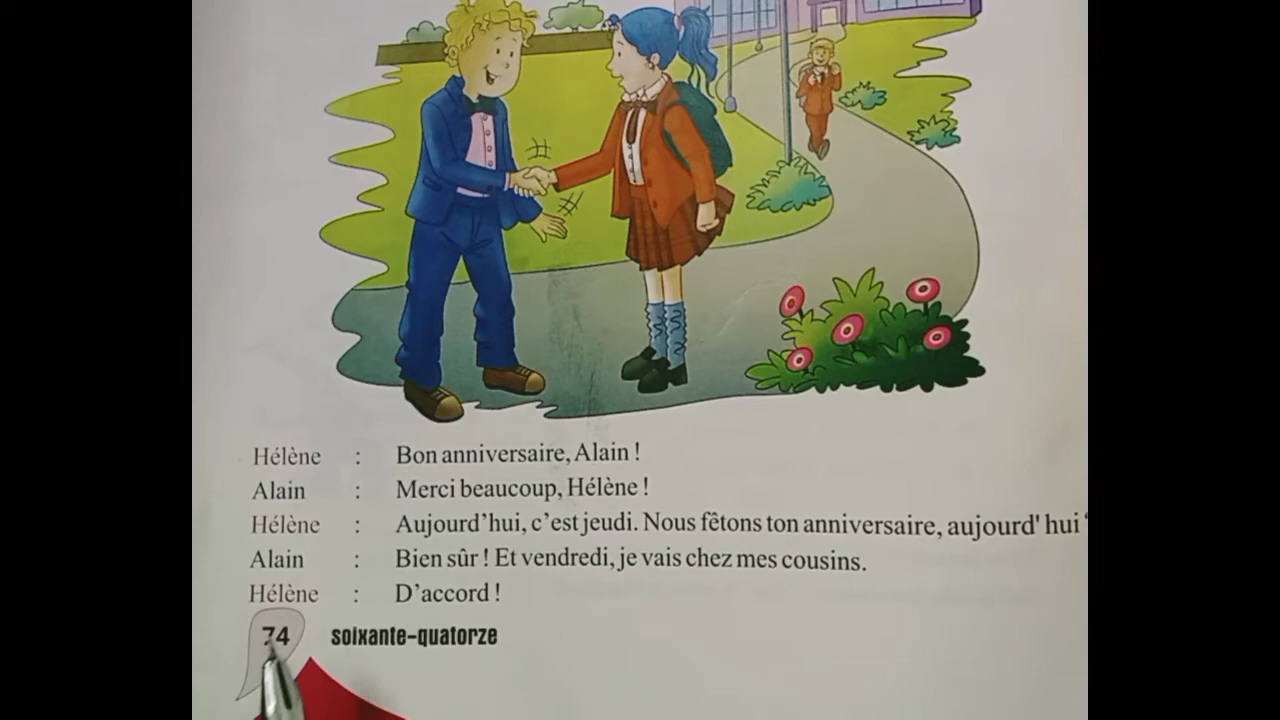 Hélène : Bon anniversaire, Alain !
Alain : Merci beaucoup, Hélène !
Hélène : Aujourd’hui, c’est jeudi. Nous fêtons ton anniversaire, aujourd' hui
Alain : Bien sûr ! Et vendredi, je vais chez mes cousins.
Hélène : D’accord !
74 soixante-quatorze